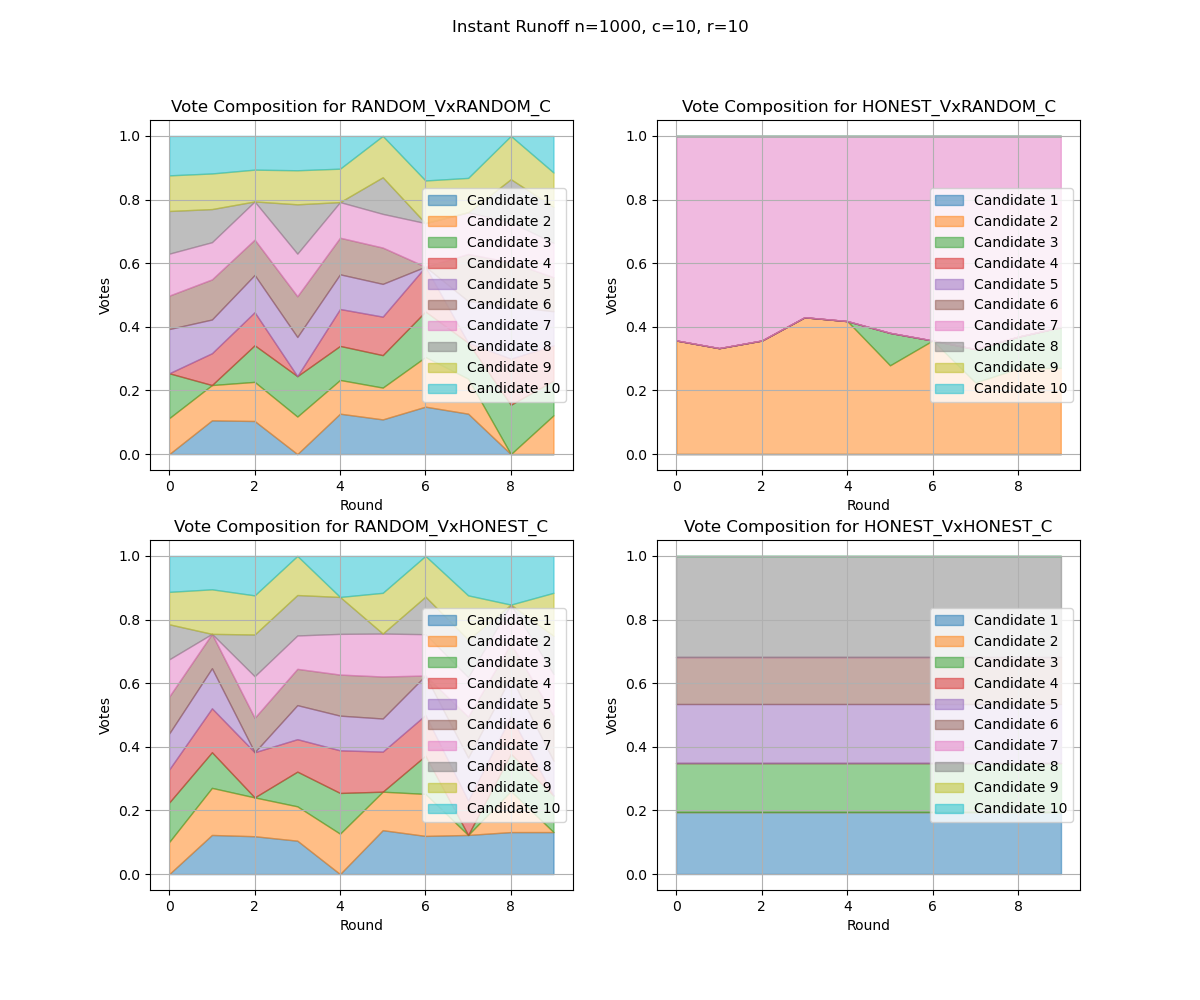 Instant Runoff n=1000, c=10, r=10
Vote Composition for RANDOM_VxRANDOM_C
1.0
0.8
0.6
0.4
0.2
0.0
Votes
Candidate 1
Candidate 2
Candidate 3
Candidate 4
Candidate 5
Candidate 6
Candidate 7
Candidate 8
Candidate 9
Candidate 10
0 2 4 6 8
Round
Vote Composition for HONEST_VxRANDOM_C
1.0
0.8
0.6
0.4
0.2
0.0
Votes
Candidate 1
Candidate 2
Candidate 3
Candidate 4
Candidate 5
Candidate 6
Candidate 7
Candidate 8
Candidate 9
Candidate 10
0 2 4 6 8
Round
Vote Composition for RANDOM_VxHONEST_C
1.0
0.8
0.6
0.4
0.2
0.0
Votes
Candidate 1
Candidate 2
Candidate 3
Candidate 4
Candidate 5
Candidate 6
Candidate 7
Candidate 8
Candidate 9
Candidate 10
0 2 4 6 8
Round
Vote Composition for HONEST_VxHONEST_C
1.0
0.8
0.6
0.4
0.2
0.0
Votes
Candidate 1
Candidate 2
Candidate 3
Candidate 4
Candidate 5
Candidate 6
Candidate 7
Candidate 8
Candidate 9
Candidate 10
0 2 4 6 8
Round